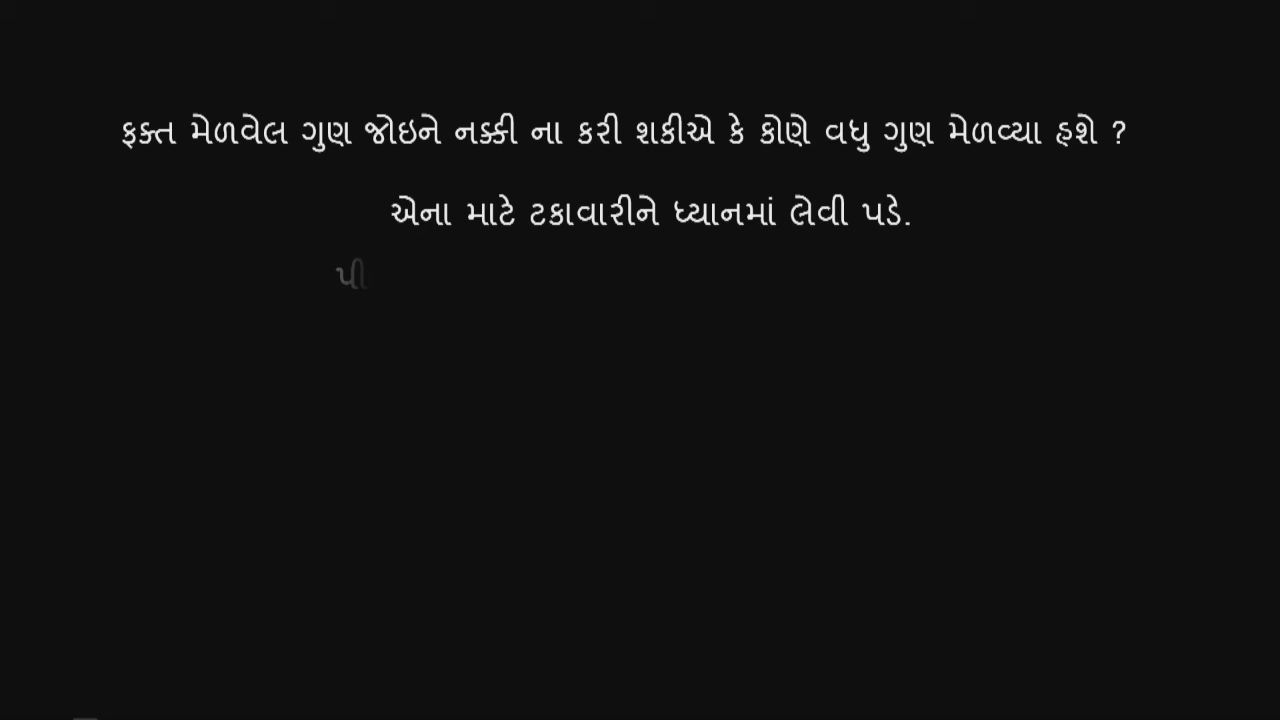 ફક્ત મેળવેલ ગુણ જોઇને નક્કી ના કરી શકીએ કે કોણે વધુ ગુણ મેળવ્યા હશે ?
એના માટે ટકાવારીને ધ્યાનમાં લેવી પડે.
પી